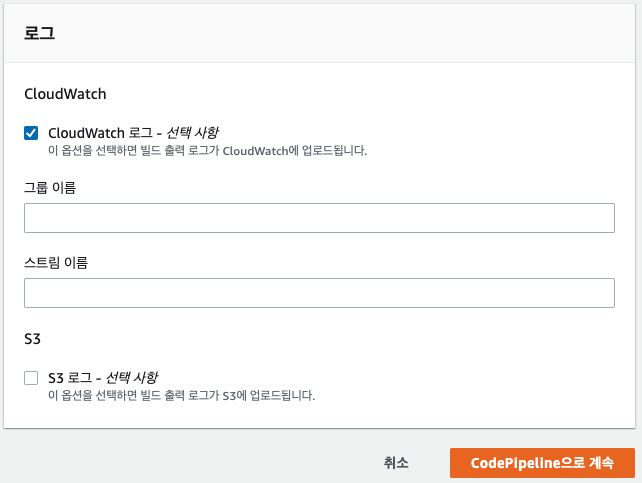 로그
CloudWatch
CloudWatch 로그 - 선택 사항
이 옵션을 선택하면 빌드 출력 로그가 CloudWatch에 업로드됩니다.
그룹 이름
스트림 이름
S3
S3 로그 - 선택 사항
이 옵션을 선택하면 빌드 출력 로그가 S3에 업로드됩니다.
취소
CodePipeline으로 계속